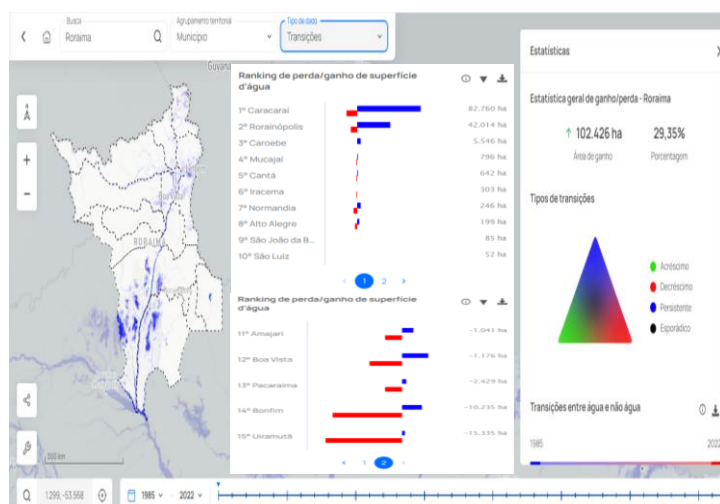 Busca
Roraima
Agrupamento territorial
Município
Tipo de dado
Transições
Guyana
RORAIMA
Ranking de perda/ganho de superfície
d'água
1º Caracaraí 82.760 ha
2º Rorainópolis 42.014 ha
3º Caroebe 5.546 ha
4º Mucajaí 796 ha
5º Cantá 642 ha
6º Iracema 303 ha
7º Normandia 246 ha
8º Alto Alegre 199 ha
9º São João da B... 85 ha
10º São Luiz 52 ha
< 1 2 >
Ranking de perda/ganho de superfície
d'água
11º Amajari -1.041 ha
12º Boa Vista -1.176 ha
13º Pacaraima -2.429 ha
14º Bonfim -10.235 ha
15º Uiramutã -15.335 ha
< 1 2 >
Estatísticas
Estatística geral de ganho/perda - Roraima
↑ 102.426 ha 29,35%
Área de ganho Porcentagem
Tipos de transições
Acréscimo
Decréscimo
Persistente
Esporádico
Transições entre água e não água
1985 2022
1.299, -53.568
1985 - 2022